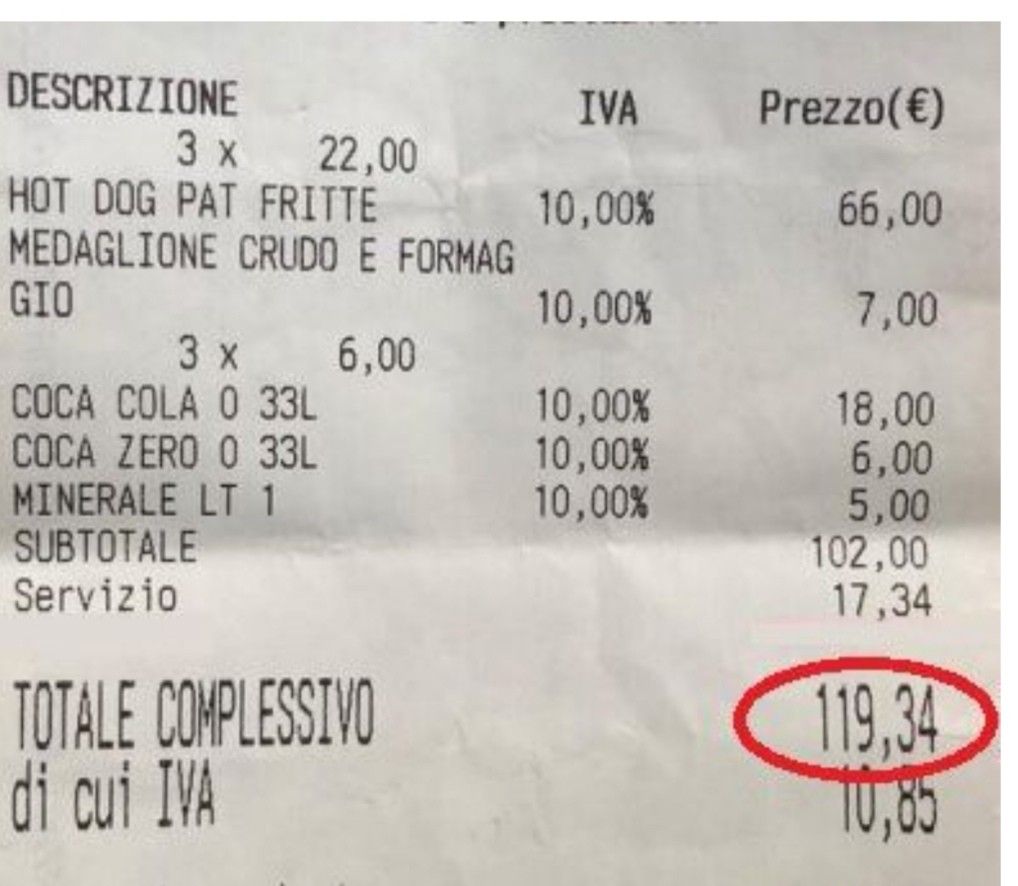 DESCRIZIONE IVA Prezzo(€)
3 x 22,00
HOT DOG PAT FRITTE 10,00% 66,00
MEDAGLIONE CRUDO E FORMAG
GIO 10,00% 7,00
3 x 6,00
COCA COLA 0 33L 10,00% 18,00
COCA ZERO 0 33L 10,00% 6,00
MINERALE LT 1 10,00% 5,00
SUBTOTALE 102,00
Servizio 17,34
TOTALE COMPLESSIVO 119,34
di cui IVA 10,85